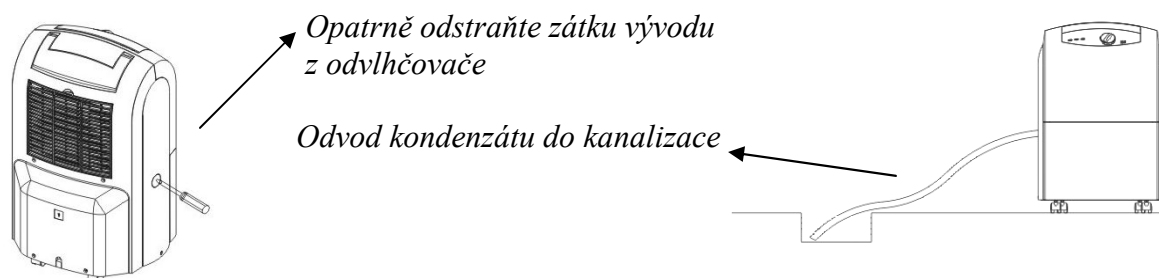 Opatrně odstraňte zátku vývodu
z odvlhčovače
Odvod kondenzátu do kanalizace